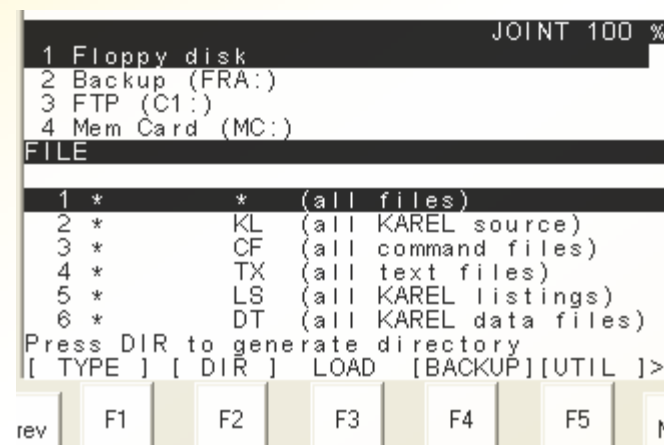 JOINT 100 %
1 Floppy disk
2 Backup (FRA:)
3 FTP (C1:)
4 Mem Card (MC:)
FILE
1 * * (all files)
2 * KL (all KAREL source)
3 * CF (all command files)
4 * TX (all text files)
5 * LS (all KAREL listings)
6 * DT (all KAREL data files)
Press DIR to generate directory
[ TYPE ] [ DIR ] LOAD [BACKUP][UTIL ]>
rev F1 F2 F3 F4 F5